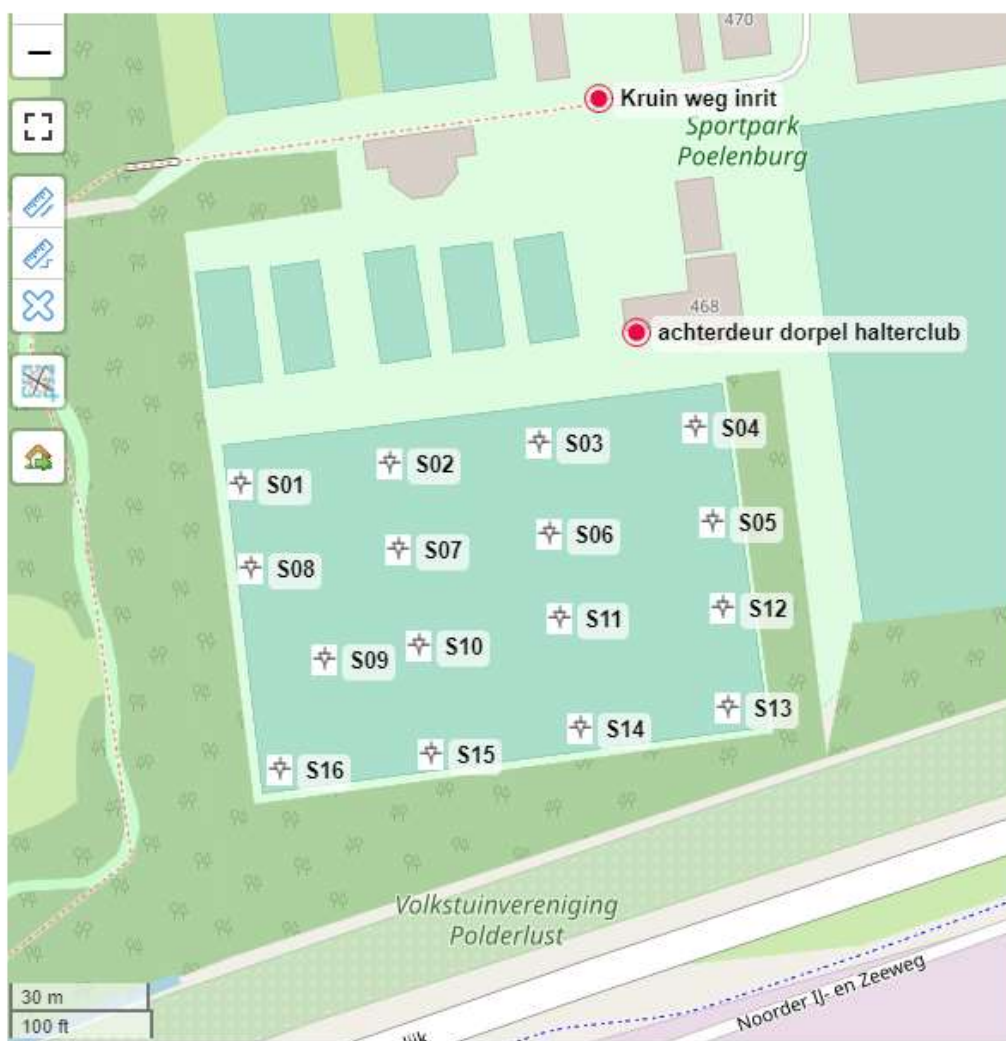 470
Kruin weg inrit
Sportpark
Poelenburg
468
achterdeur dorpel halterclub
S01
S02
S03
S04
S05
S06
S07
S08
S09
S10
S11
S12
S13
S14
S15
S16
Volkstuinvereniging
Polderlust
Noorder IJ- en Zeeweg
30 m
100 ft